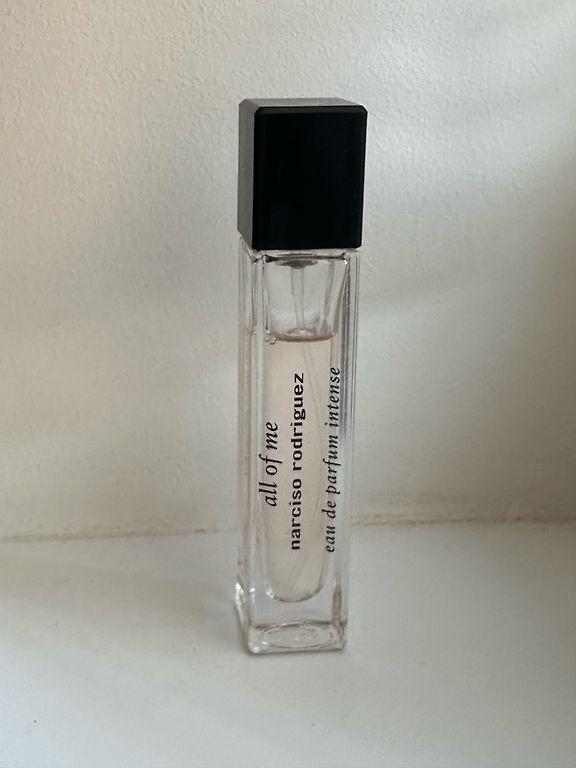 all of me
narciso rodriguez
eau de parfum intense